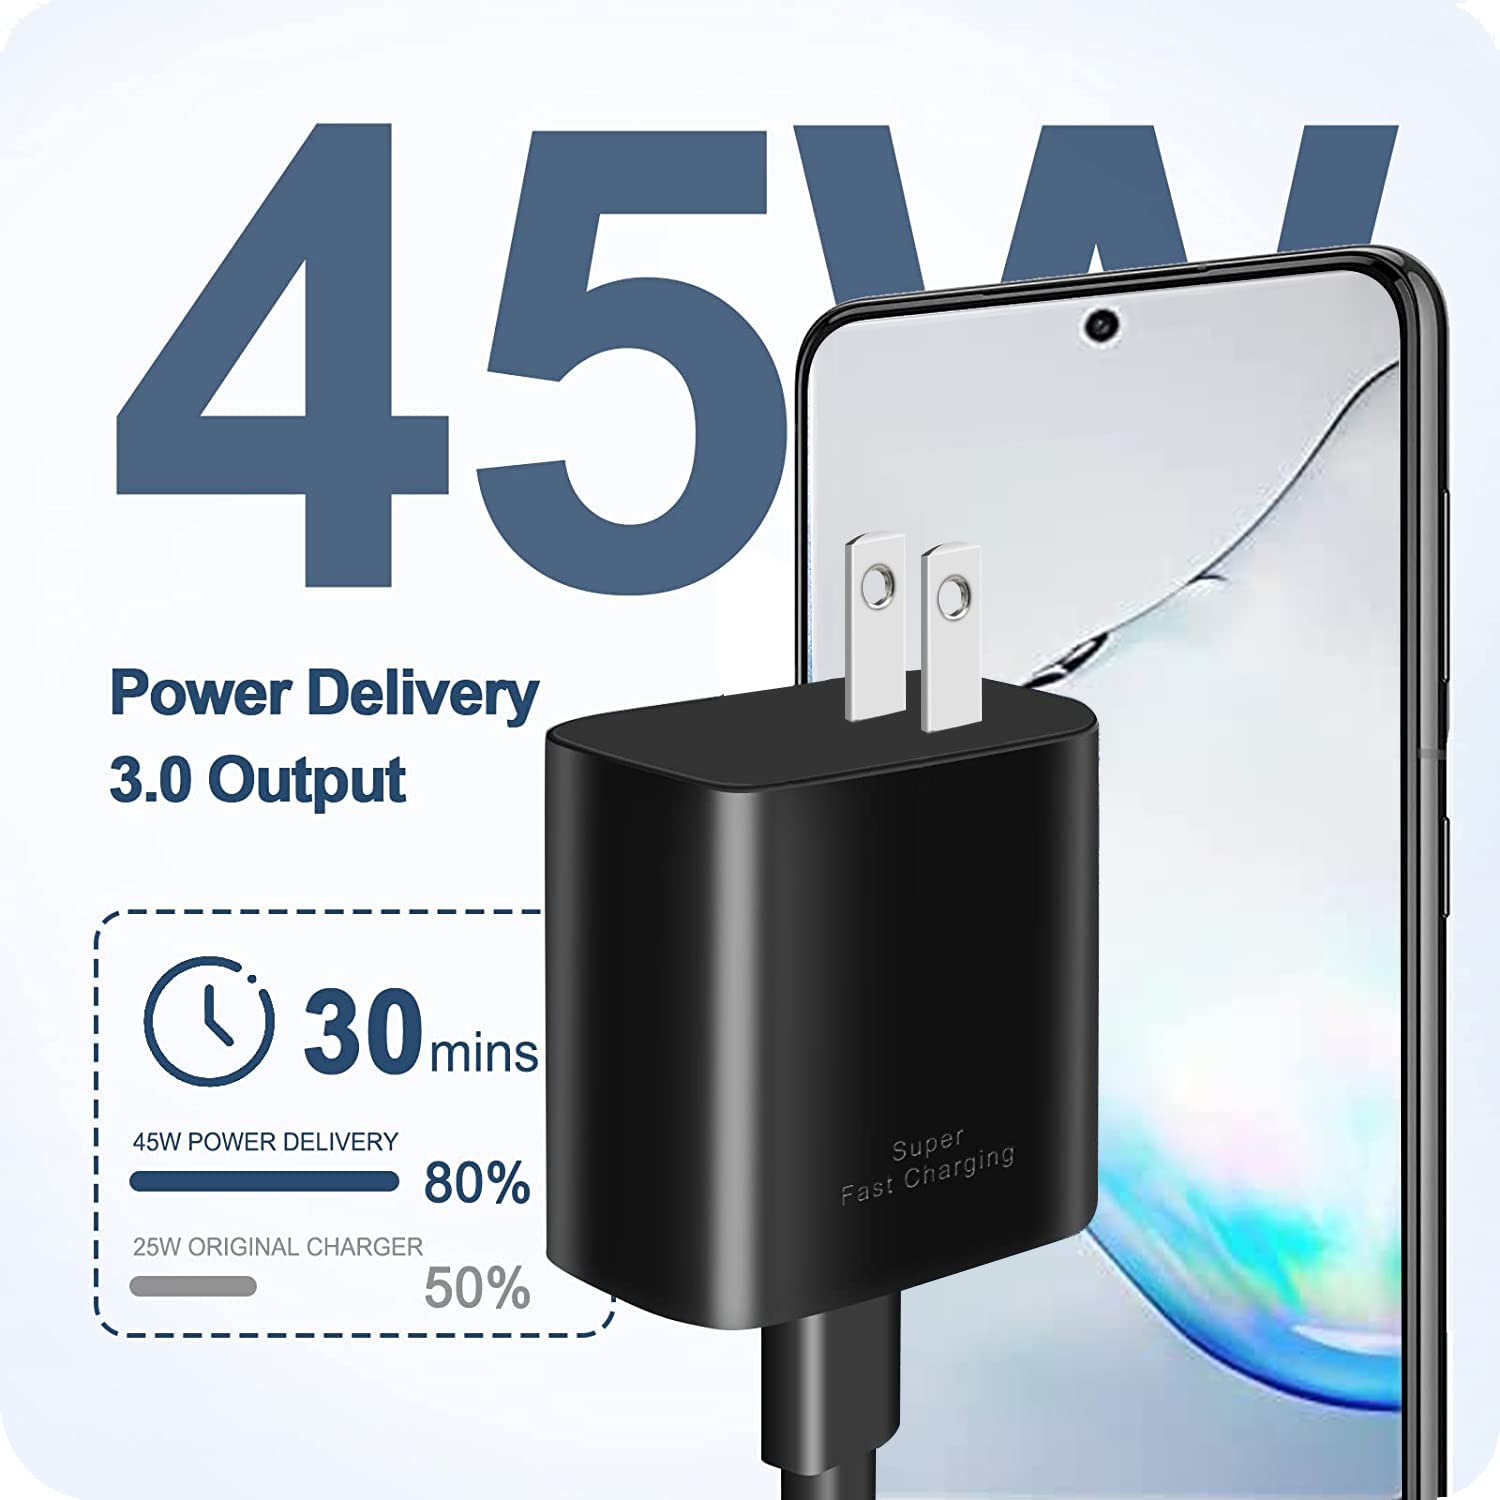 45W
Power Delivery
3.0 Output
30 mins
45W POWER DELIVERY
80%
25W ORIGINAL CHARGER
50%
Super
Fast Charging